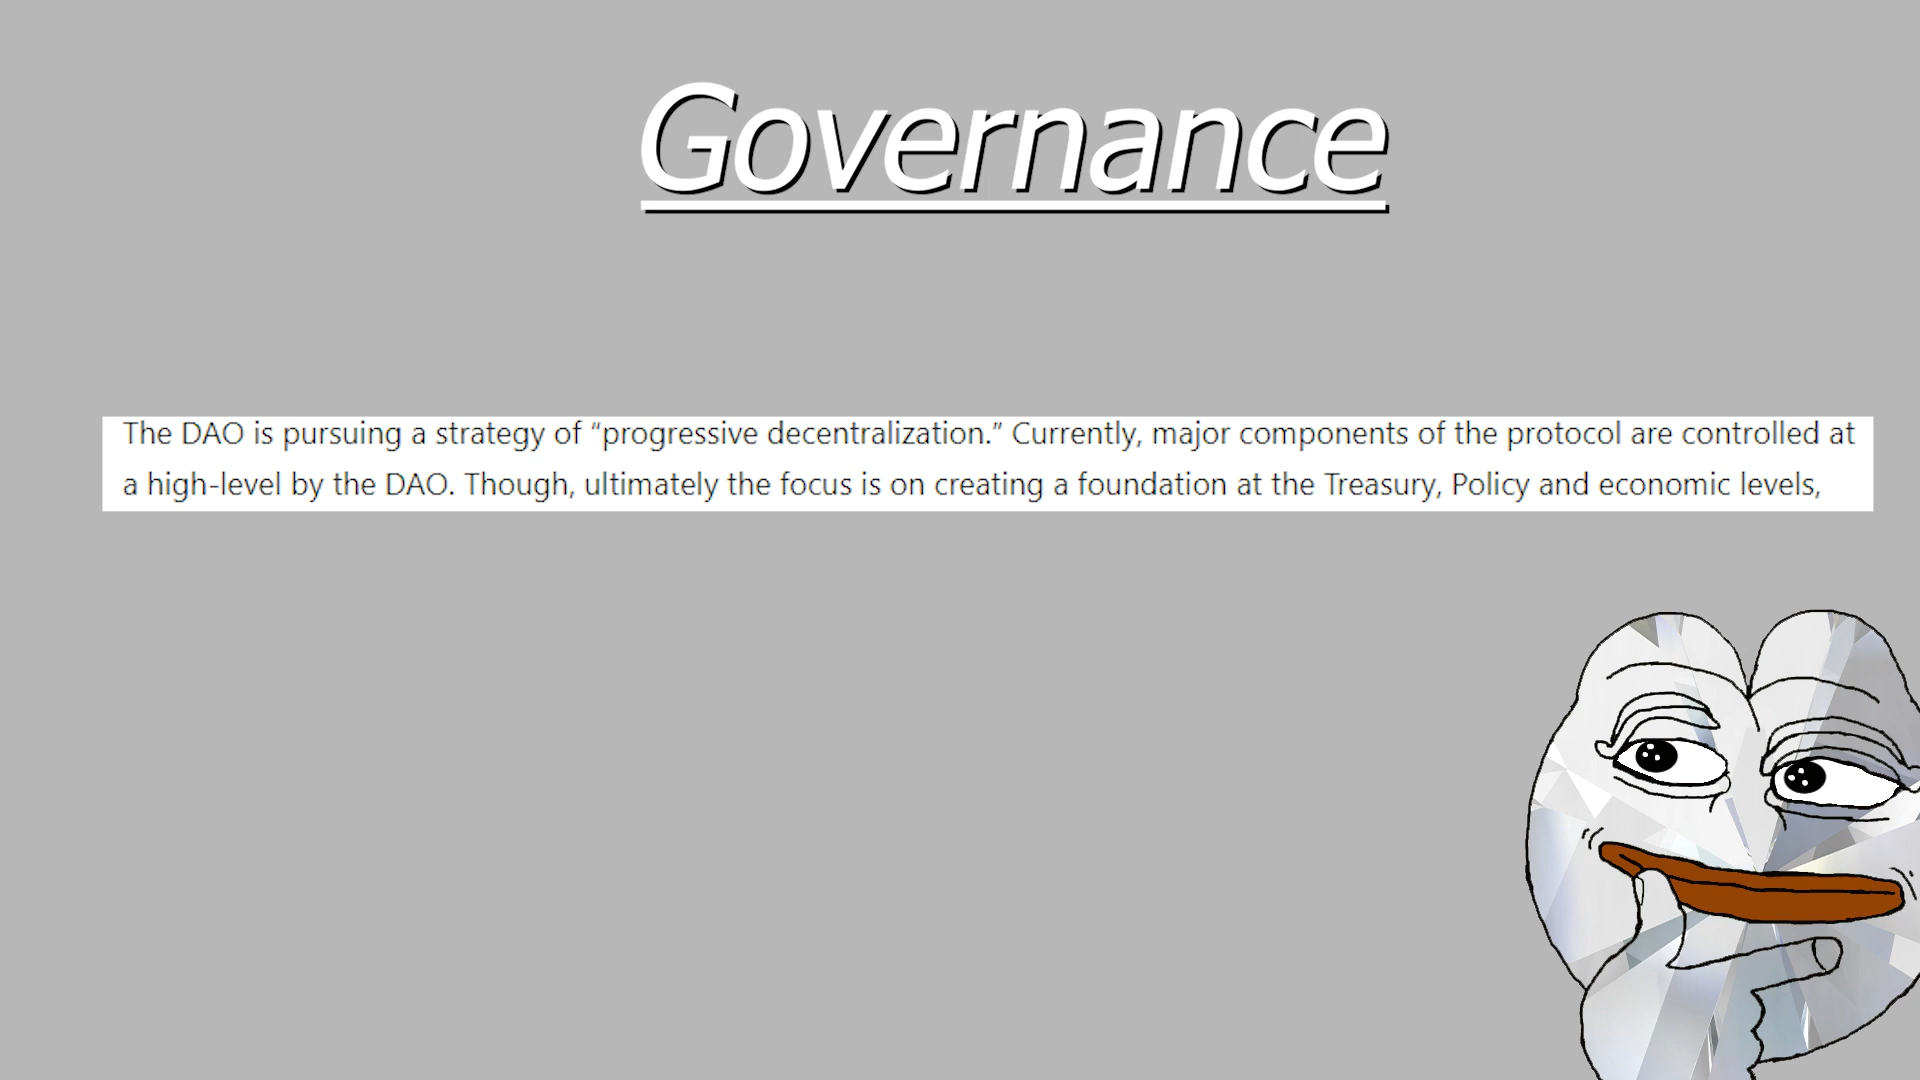 Governance
The DAO is pursuing a strategy of “progressive decentralization.” Currently, major components of the protocol are controlled at
a high-level by the DAO. Though, ultimately the focus is on creating a foundation at the Treasury, Policy and economic levels,